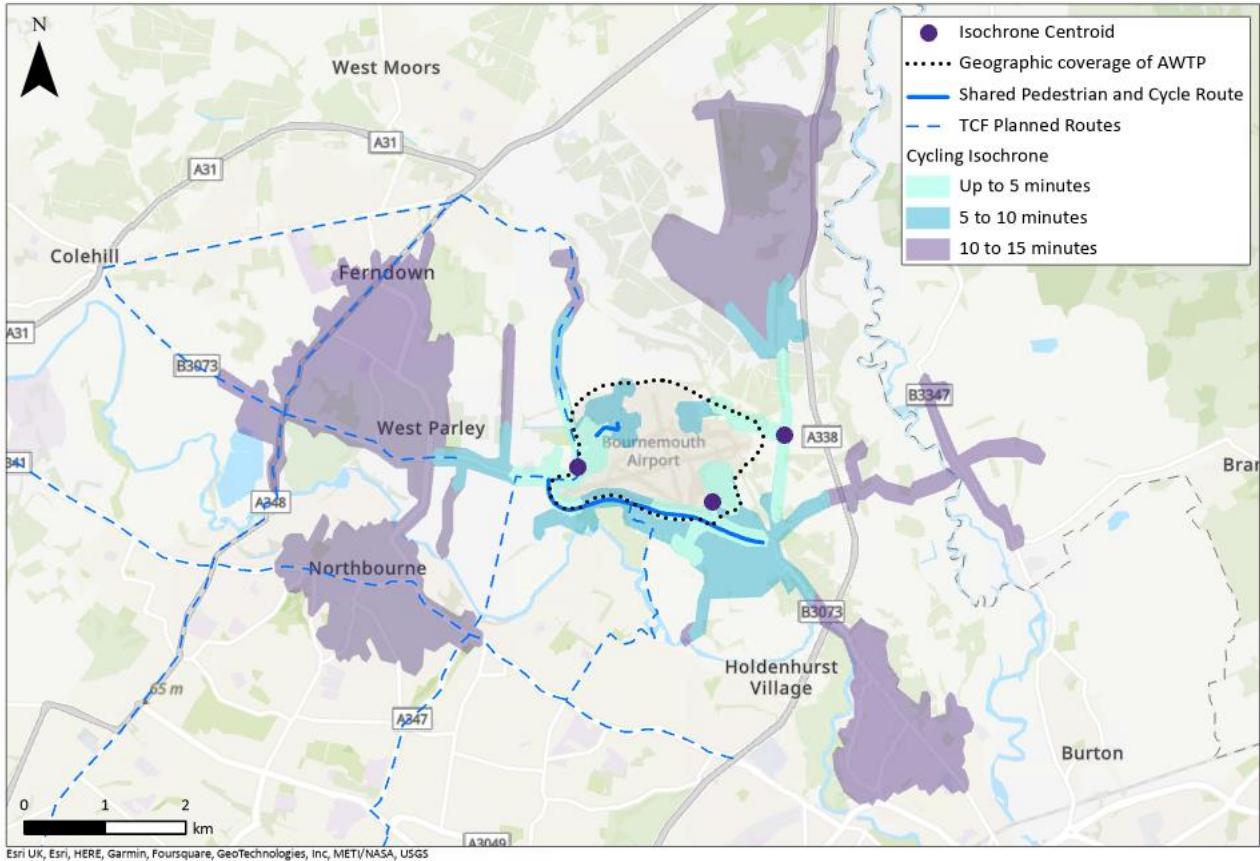 N
West Moors
A31
A31
Colehill
A31
Ferndown
B3073
West Parley
341
A348
Northbourne
65 m
A347
A3049
Bournemouth
Airport
A338
B3347
Bran
B3073
Holdenhurst
Village
Burton
Isochrone Centroid
Geographic coverage of AWTP
Shared Pedestrian and Cycle Route
TCF Planned Routes
Cycling Isochrone
Up to 5 minutes
5 to 10 minutes
10 to 15 minutes
0 1 2
km
Esri UK, Esri, HERE, Garmin, Foursquare, GeoTechnologies, Inc, METI/NASA, USGS